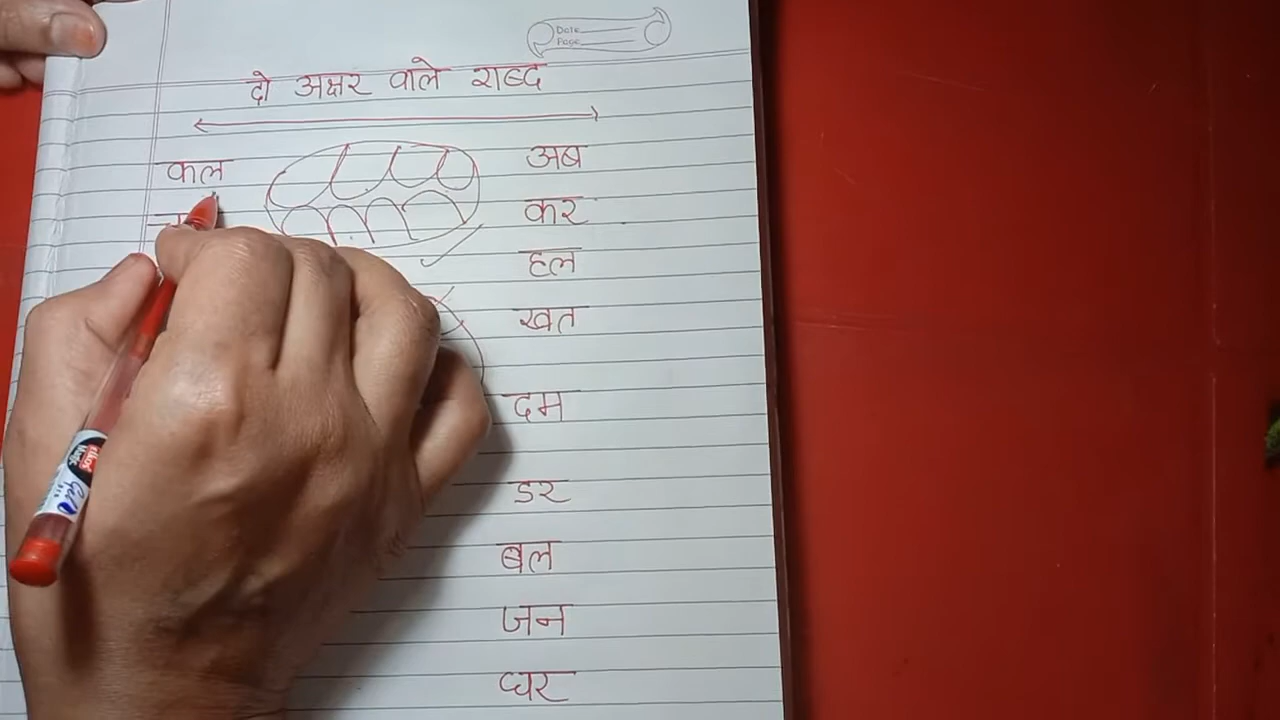 Date
Page
दो अक्षर वाले शब्द
कल
अब
कर
हल
खत
दम
डर
बल
जन
घर